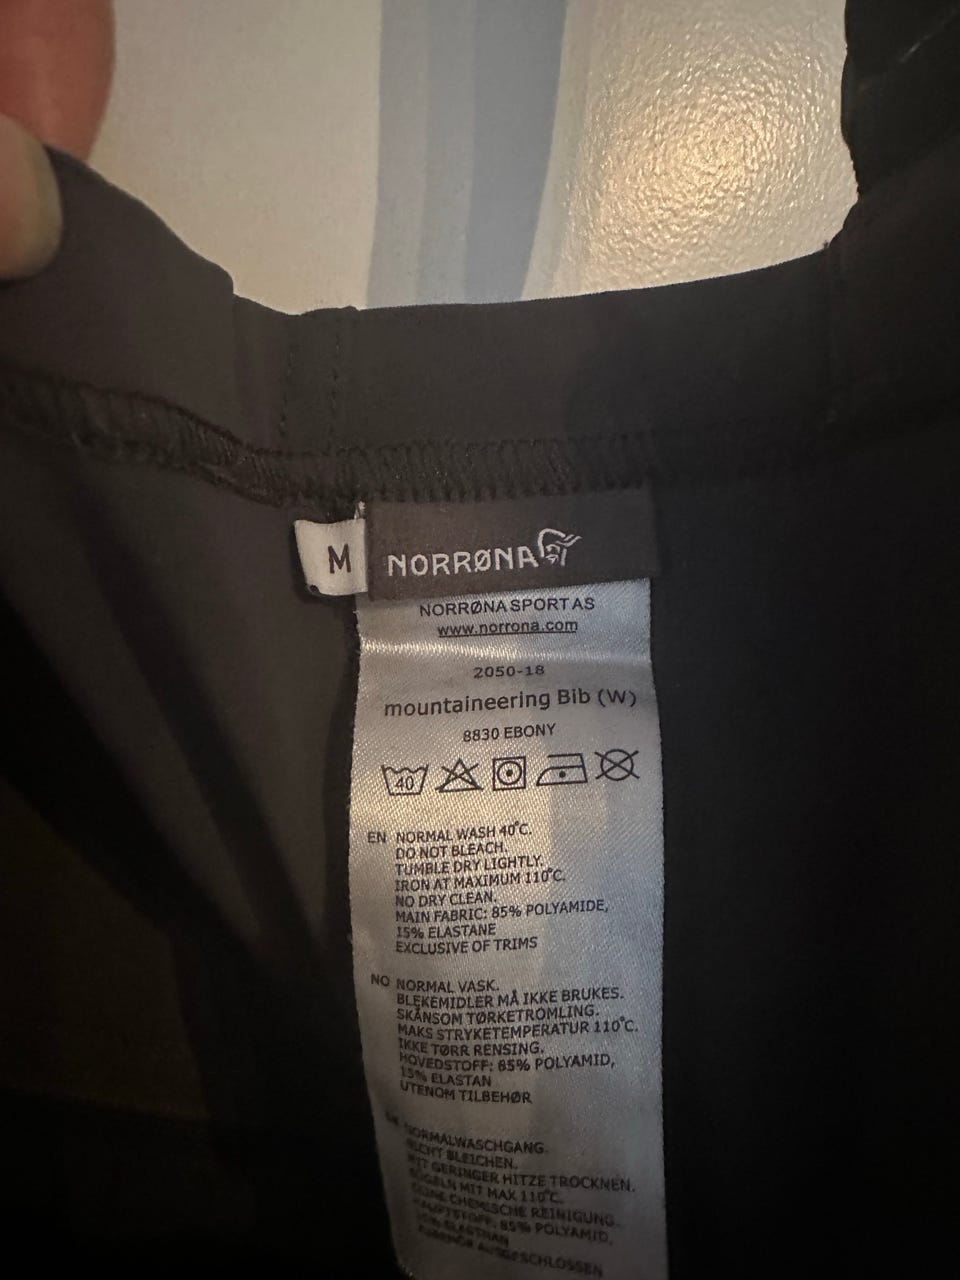 M
NORRØNA
NORRØNA SPORT AS
www.norrona.com
2050-18
mountaineering Bib (W)
8830 EBONY
40
EN NORMAL WASH 40°C.
DO NOT BLEACH.
TUMBLE DRY LIGHTLY.
IRON AT MAXIMUM 110°C.
NO DRY CLEAN.
MAIN FABRIC: 85% POLYAMIDE,
15% ELASTANE
EXCLUSIVE OF TRIMS
NO NORMAL VASK.
BLEKEMIDLER MÅ IKKE BRUKES.
SKÅNSOM TØRKETROMLING.
MAKS STRYKETEMPERATUR 110°C.
IKKE TØRR RENSING.
HOVEDSTOFF: 85% POLYAMID,
15% ELASTAN
UTENOM TILBEHØR
NORMALWASCHGANG.
NICHT BLEICHEN.
MIT GERINGER HITZE TROCKNEN.
BÜGELN MIT MAX 110°C.
KEINE CHEMISCHE REINIGUNG.
HAUPTSTOFF: 85% POLYAMID,
15%
ZUBEHÖR AUSGESCHLOSSEN